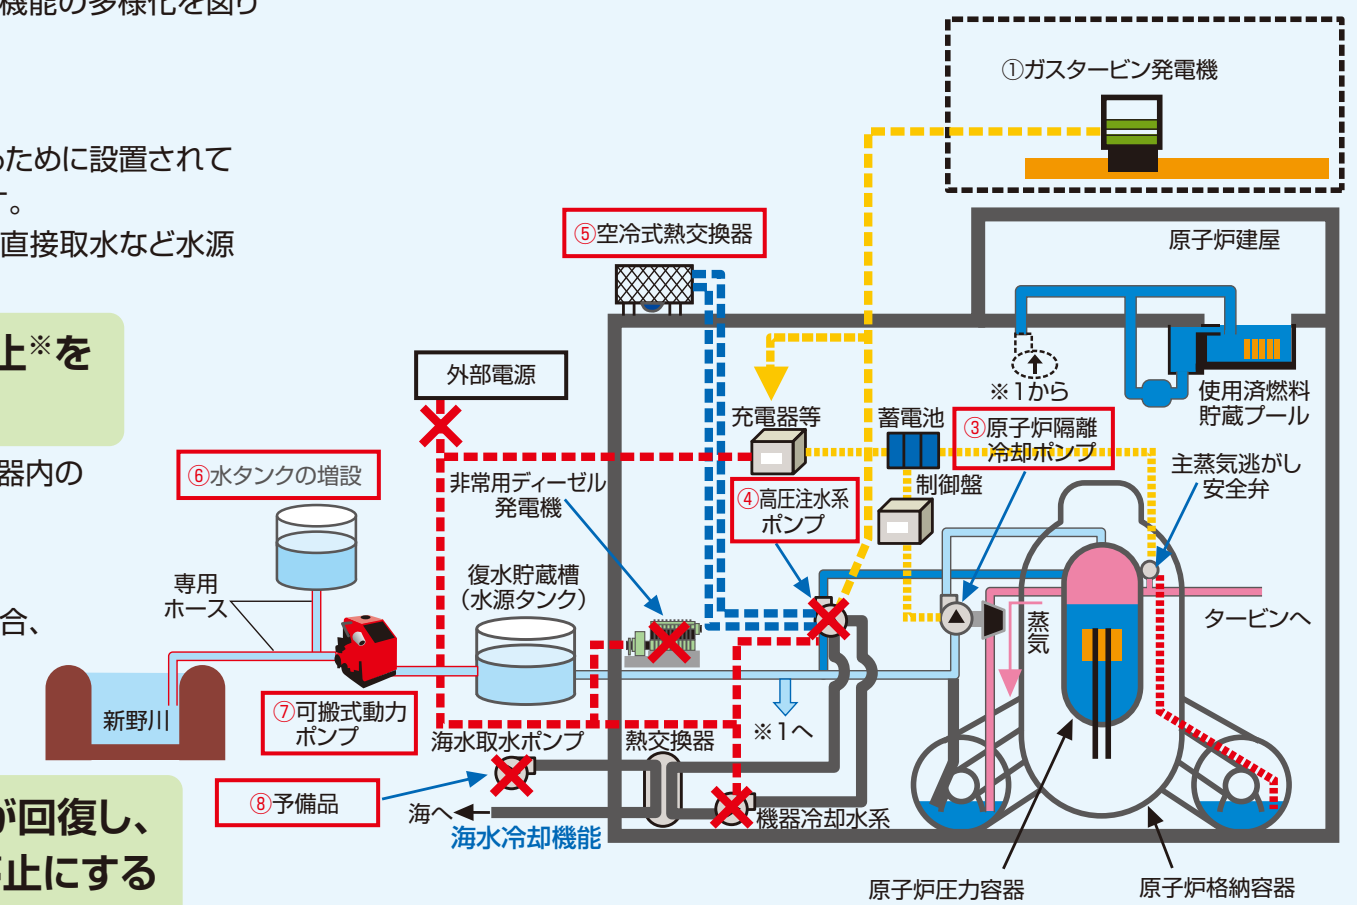 機能の多様化を図り
ために設置されて
す。
直接取水など水源
止※を
器内の
合、
が回復し、
停止にする
①ガスタービン発電機
原子炉建屋
⑤空冷式熱交換器
外部電源
※1から
使用済燃料
貯蔵プール
充電器等
蓄電池
③原子炉隔離
冷却ポンプ
主蒸気逃がし
安全弁
⑥水タンクの増設
非常用ディーゼル
発電機
④高圧注水系
ポンプ
制御盤
専用
ホース
復水貯蔵槽
（水源タンク）
蒸気
タービンへ
新野川
⑦可搬式動力
ポンプ
海水取水ポンプ
熱交換器
※1へ
⑧予備品
海へ
海水冷却機能
機器冷却水系
原子炉圧力容器
原子炉格納容器